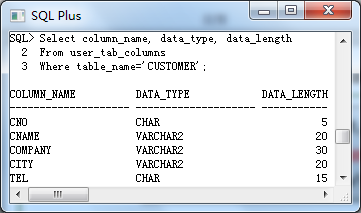 SQL Plus
SQL> Select column_name, data_type, data_length
2 From user_tab_columns
3 Where table_name='CUSTOMER';
COLUMN_NAME DATA_TYPE DATA_LENGTH
-------------------- -------------------- -----------
CNO CHAR 5
CNAME VARCHAR2 20
COMPANY VARCHAR2 30
CITY VARCHAR2 20
TEL CHAR 15